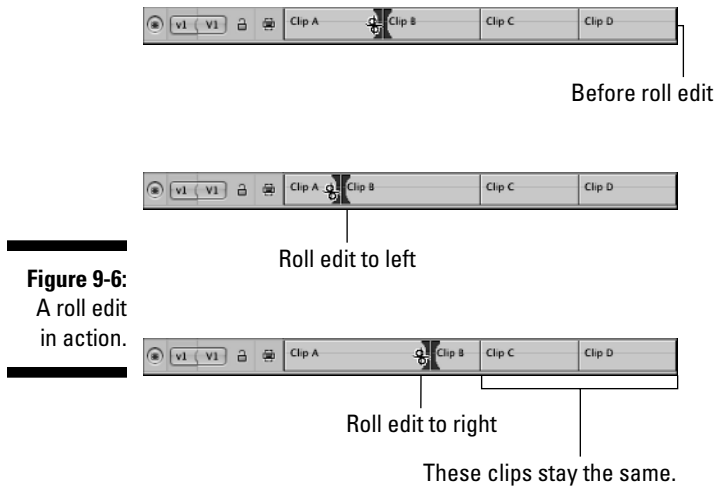 v1 V1 Clip A Clip B Clip C Clip D
Before roll edit
v1 V1 Clip A Clip B Clip C Clip D
Roll edit to left
Figure 9-6:
A roll edit
in action.
v1 V1 Clip A Clip B Clip C Clip D
Roll edit to right
These clips stay the same.